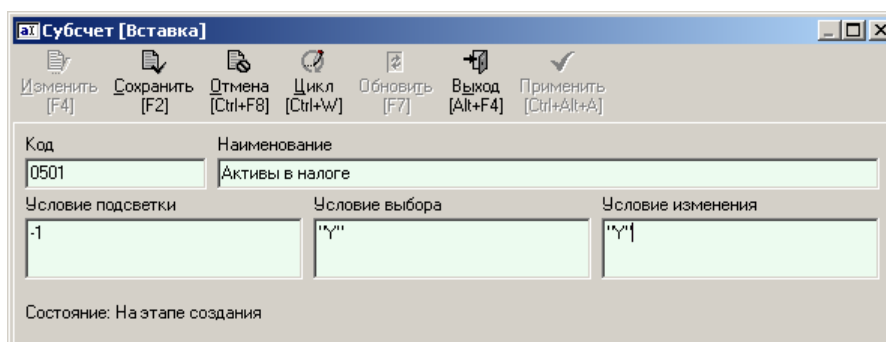 Субсчет [Вставка]
Изменить Сохранить Отмена Цикл Обновить Выход Применить
[F4] [F2] [Ctrl+F8] [Ctrl+W] [F7] [Alt+F4] [Ctrl+Alt+A]
Код Наименование
0501 Активы в налоге
Условие подсветки Условие выбора Условие изменения
-1 "Y" "Y"
Состояние: На этапе создания